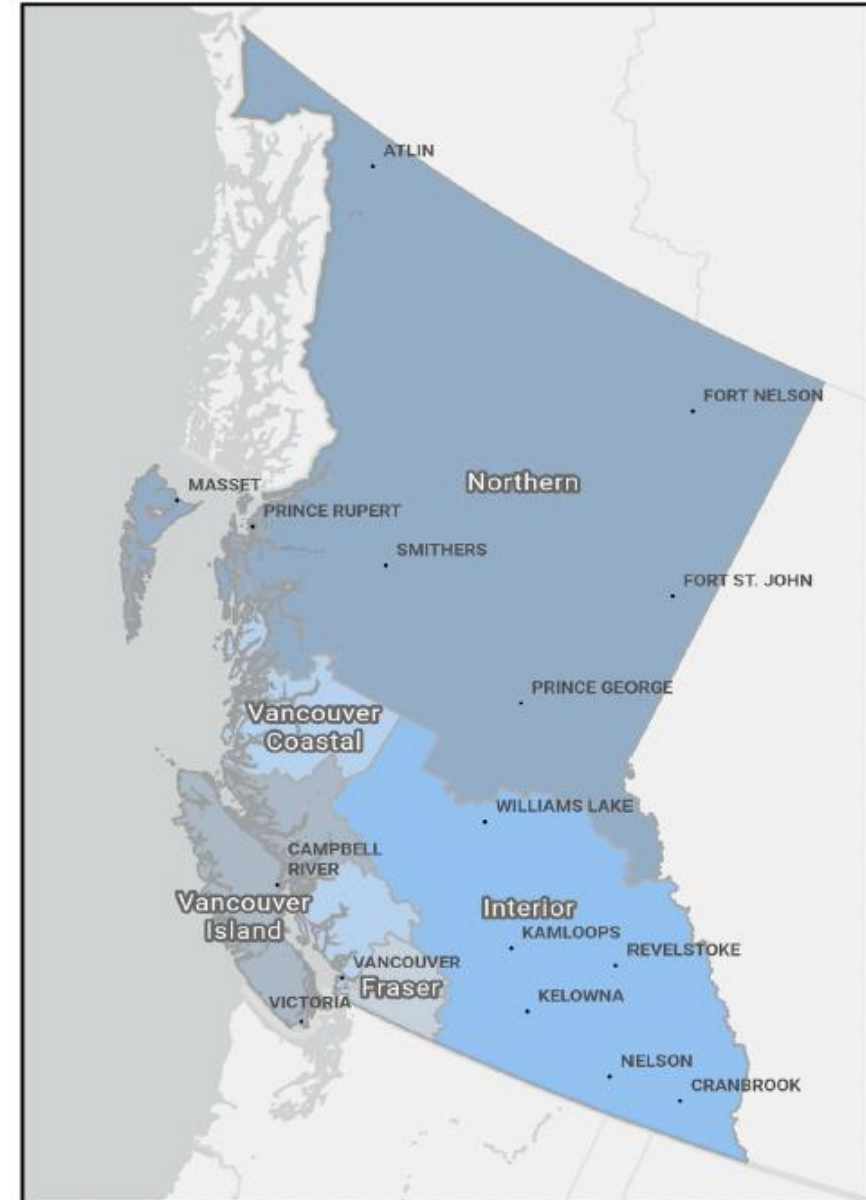 ATLIN
FORT NELSON
Northern
MASSET
PRINCE RUPERT
SMITHERS
FORT ST. JOHN
PRINCE GEORGE
Vancouver
Coastal
WILLIAMS LAKE
CAMPBELL
RIVER
Vancouver
Island
Interior
KAMLOOPS
REVELSTOKE
VANCOUVER
Fraser
KELOWNA
VICTORIA
NELSON
CRANBROOK